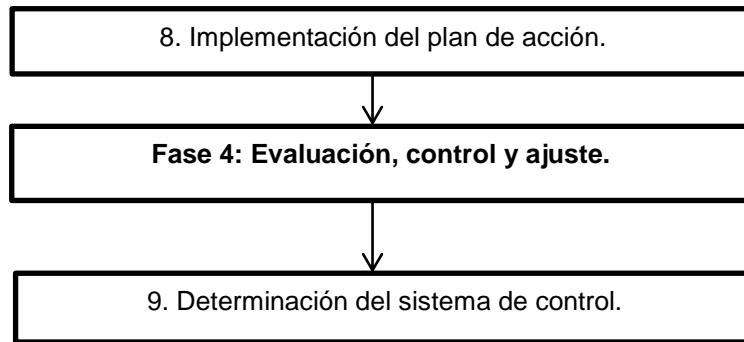 8. Implementación del plan de acción.
Fase 4: Evaluación, control y ajuste.
9. Determinación del sistema de control.